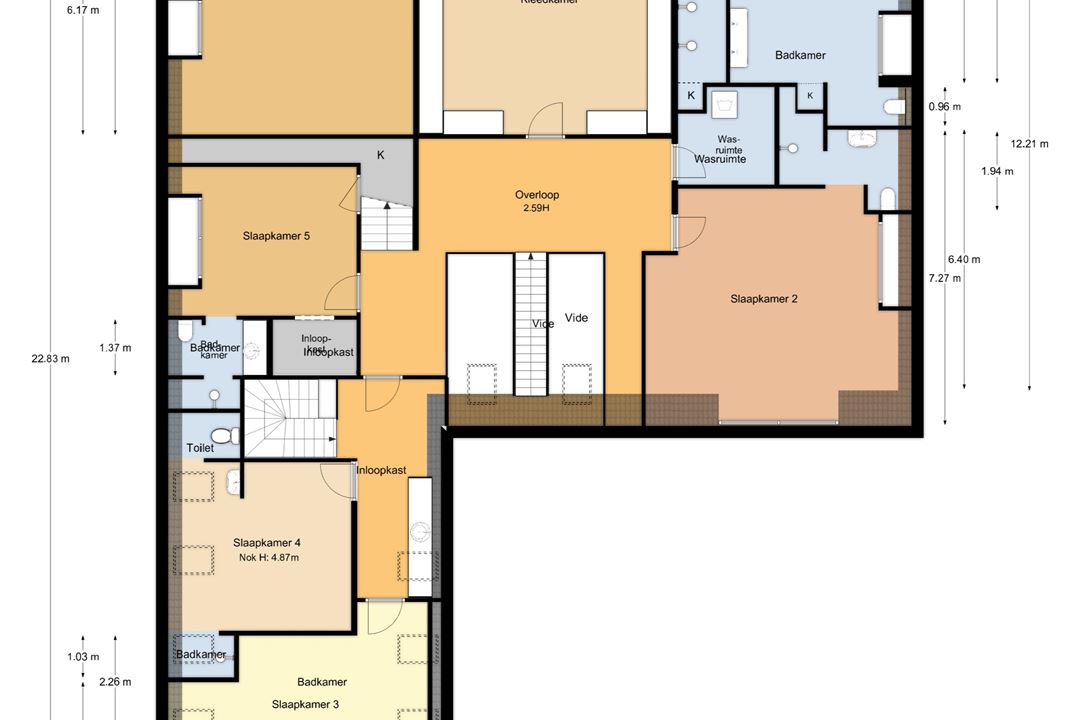 6.17 m
Kleedkamer
Badkamer
K
K
0.96 m
12.21 m
Was-
ruimte
Wasruimte
K
1.94 m
Overloop
2.59H
Slaapkamer 5
6.40 m
7.27 m
Slaapkamer 2
Vide
Vide
22.83 m
1.37 m
Bad-
kamer
Badkamer
Inloop-
kast
Inloopkast
Toilet
Inloopkast
Slaapkamer 4
Nok H: 4.87m
1.03 m
Badkamer
2.26 m
Badkamer
Slaapkamer 3